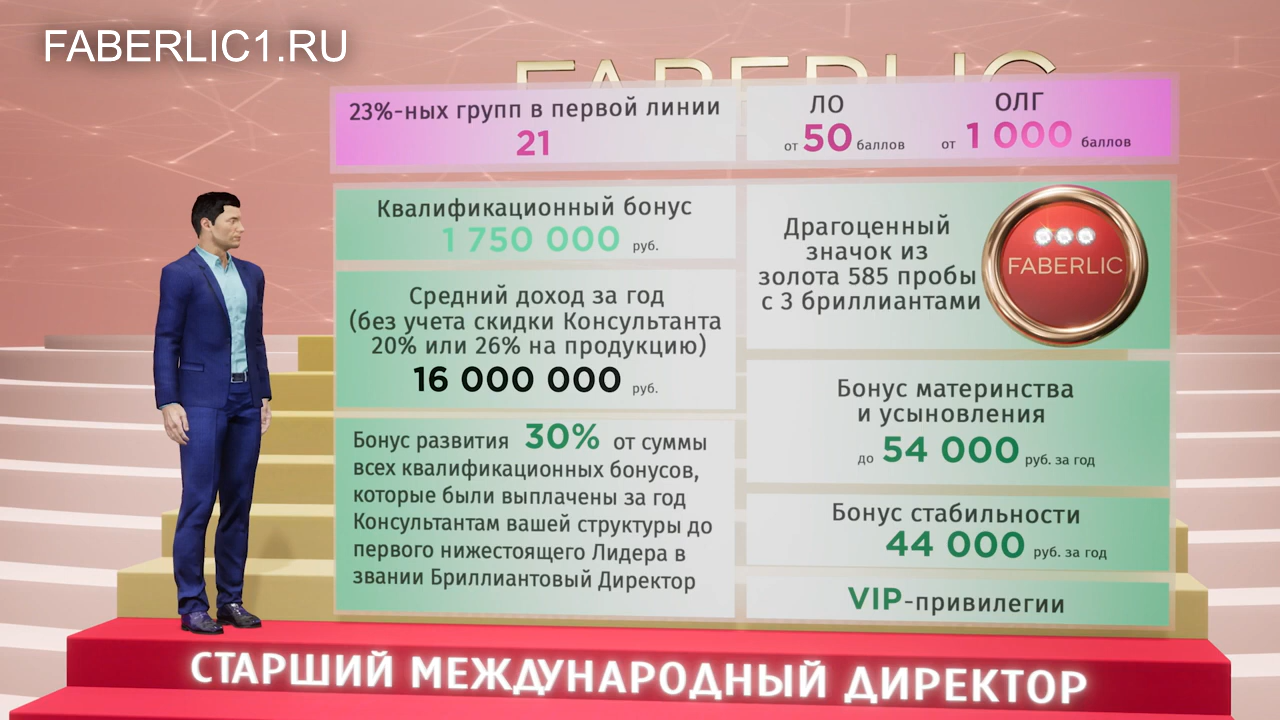 FABERLIC1.RU
FABERLIC
23%-ных групп в первой линии
21
ЛО
от 50 баллов
ОЛГ
от 1 000 баллов
Квалификационный бонус
1 750 000 руб.
Средний доход за год
(без учета скидки Консультанта
20% или 26% на продукцию)
16 000 000 руб.
Бонус развития 30% от суммы
всех квалификационных бонусов,
которые были выплачены за год
Консультантам вашей структуры до
первого нижестоящего Лидера в
звании Бриллиантовый Директор
Драгоценный
значок из
золота 585 пробы
с 3 бриллиантами
FABERLIC
Бонус материнства
и усыновления
до 54 000 руб. за год
Бонус стабильности
44 000 руб. за год
VIP-привилегии
СТАРШИЙ МЕЖДУНАРОДНЫЙ ДИРЕКТОР